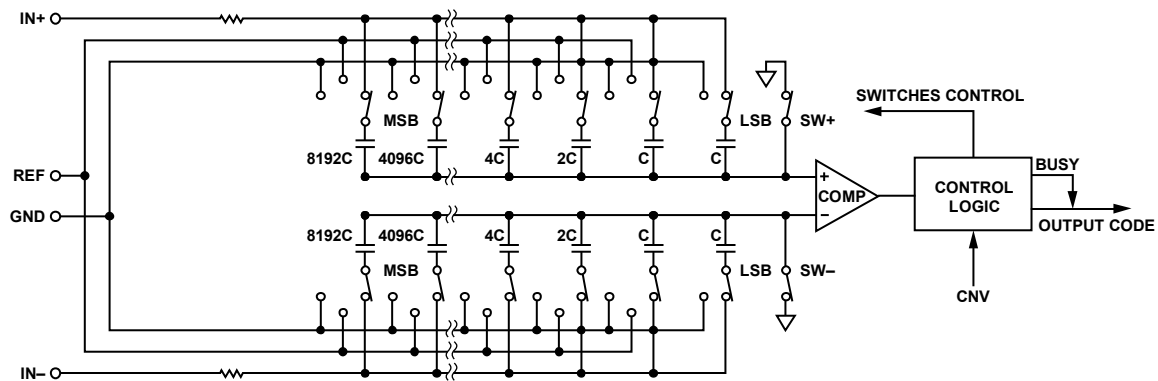 IN+
SWITCHES CONTROL
MSB
LSB
SW+
8192C
4096C
4C
2C
C
C
BUSY
REF
+
COMP
CONTROL
LOGIC
GND
–
OUTPUT CODE
8192C
4096C
4C
2C
C
C
MSB
LSB
SW–
CNV
IN–